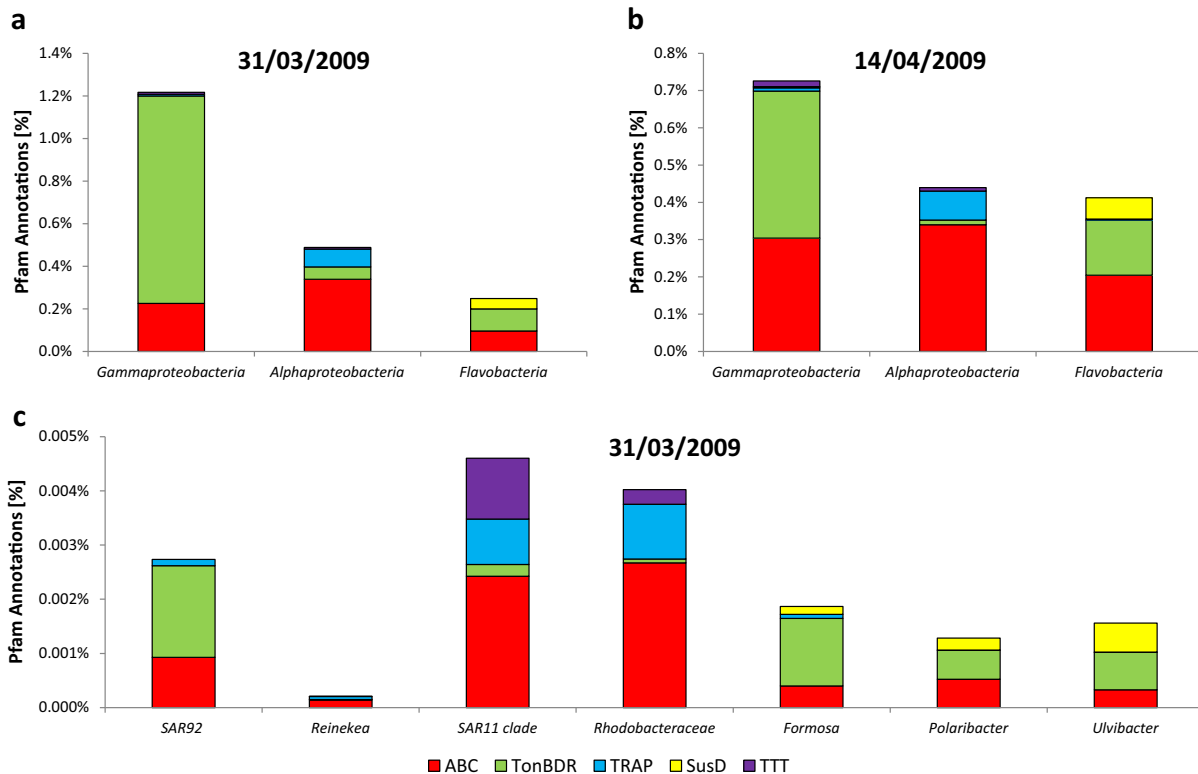 a
31/03/2009
Pfam Annotations [%]
1.4%
1.2%
1.0%
0.8%
0.6%
0.4%
0.2%
0.0%
Gammaproteobacteria Alphaproteobacteria Flavobacteria
b
14/04/2009
Pfam Annotations [%]
0.8%
0.7%
0.6%
0.5%
0.4%
0.3%
0.2%
0.1%
0.0%
Gammaproteobacteria Alphaproteobacteria Flavobacteria
c
31/03/2009
Pfam Annotations [%]
0.005%
0.004%
0.003%
0.002%
0.001%
0.000%
SAR92 Reinekea SAR11 clade Rhodobacteraceae Formosa Polaribacter Ulvibacter
ABC TonBDR TRAP SusD TTT